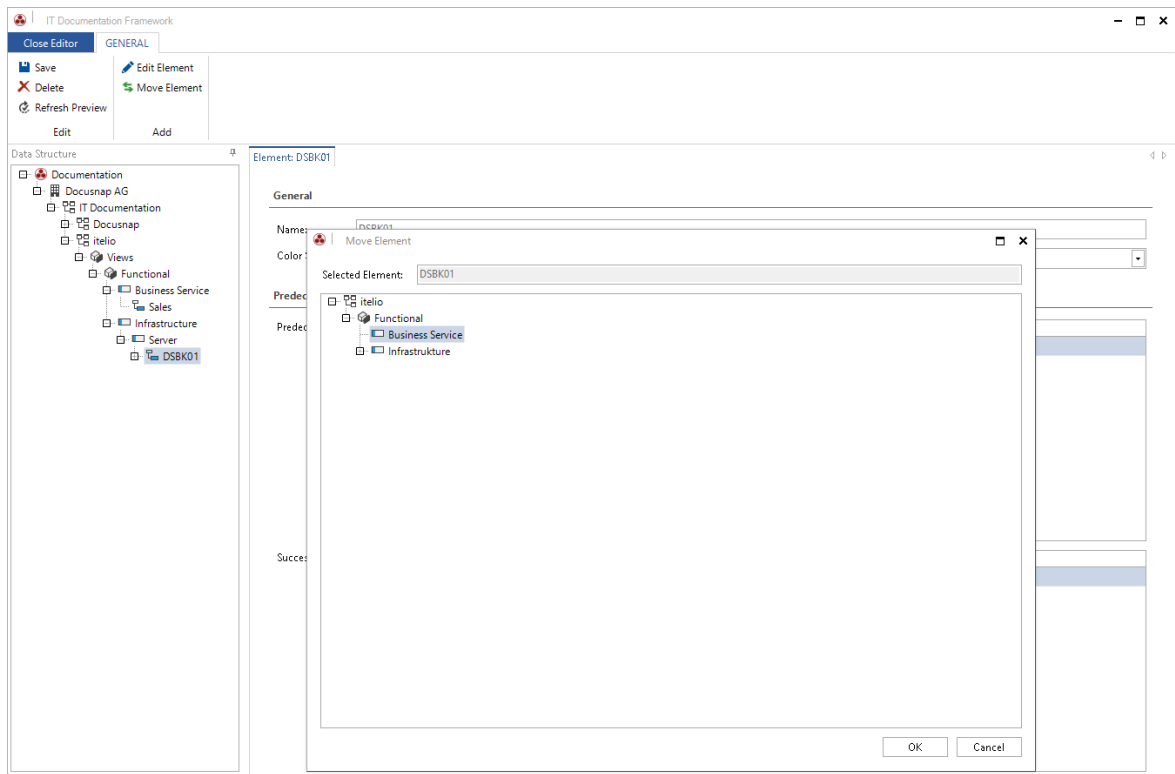 IT Documentation Framework
Close Editor GENERAL
Save
Delete
Refresh Preview
Edit
Edit Element
Move Element
Add
Data Structure
Documentation
Docusnap AG
IT Documentation
Docusnap
itelio
Views
Functional
Business Service
Sales
Infrastructure
Server
DSBK01
Element: DSBK01
General
Name: DSBK01
Color
Predec
Predec
Succes
Move Element
Selected Element: DSBK01
itelio
Functional
Business Service
Infrastrukture
OK Cancel